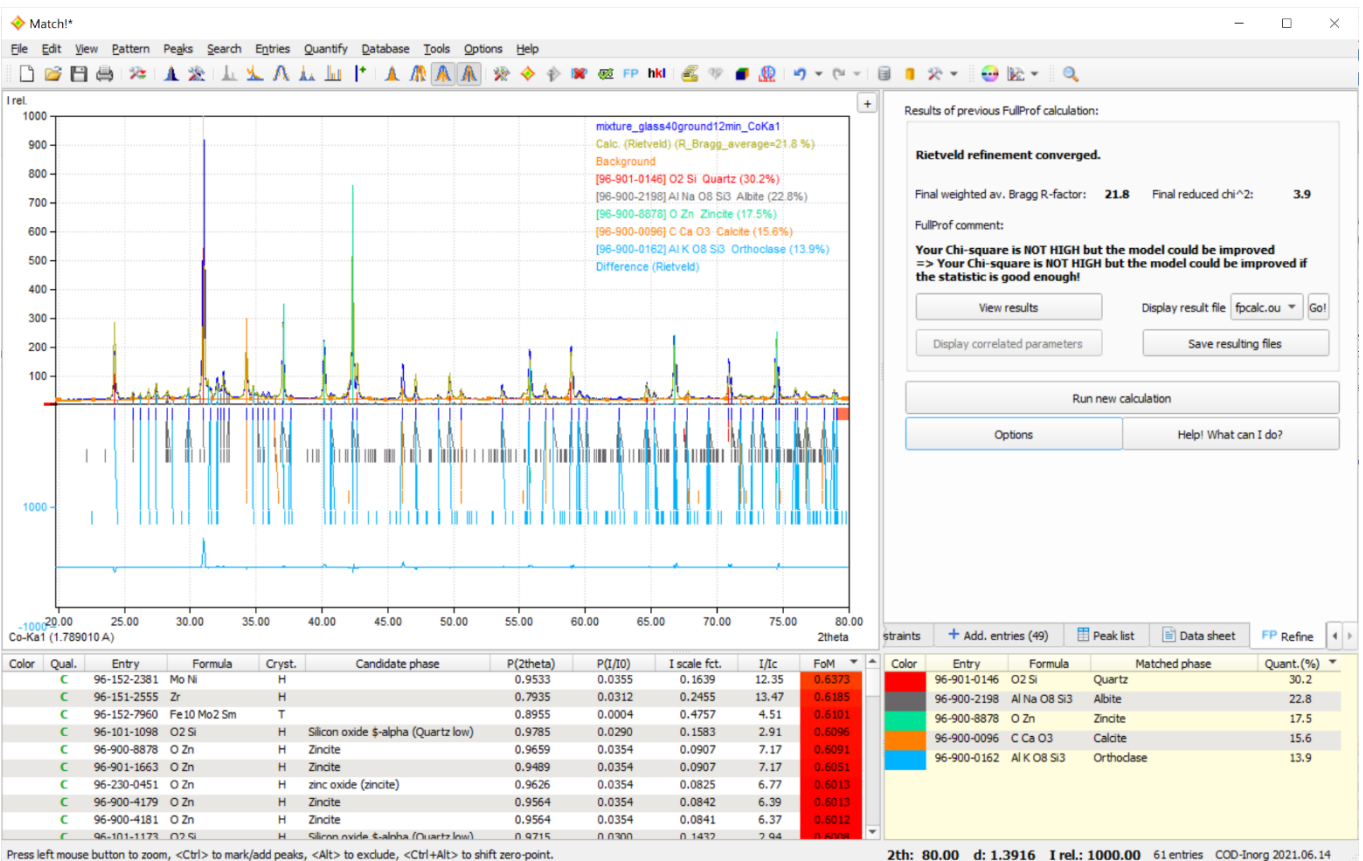 Match!*
File Edit View Pattern Peaks Search Entries Quantify Database Tools Options Help
FP hkl
I rel.
+
1000
900
800
700
600
500
400
300
200
100
1000
-1000
mixture_glass40ground12min_CoKa1
Calc. (Rietveld) (R_Bragg_average=21.8 %)
Background
[96-901-0146] O2 Si Quartz (30.2%)
[96-900-2198] Al Na O8 Si3 Albite (22.8%)
[96-900-8878] O Zn Zincite (17.5%)
[96-900-0096] C Ca O3 Calcite (15.6%)
[96-900-0162] Al K O8 Si3 Orthoclase (13.9%)
Difference (Rietveld)
20.00 25.00 30.00 35.00 40.00 45.00 50.00 55.00 60.00 65.00 70.00 75.00 80.00
Co-Ka1 (1.789010 A) 2theta
Results of previous FullProf calculation:
Rietveld refinement converged.
Final weighted av. Bragg R-factor: 21.8 Final reduced chi^2: 3.9
FullProf comment:
Your Chi-square is NOT HIGH but the model could be improved
=> Your Chi-square is NOT HIGH but the model could be improved if
the statistic is good enough!
View results Display result file fpcalc.ou Go!
Display correlated parameters Save resulting files
Run new calculation
Options Help! What can I do?
straints Add. entries (49) Peak list Data sheet FP Refine
Color Qual. Entry Formula Cryst. Candidate phase P(2theta) P(I/I0) I scale fct. I/Ic FoM
C 96-152-2381 Mo Ni H 0.9533 0.0355 0.1639 12.35 0.6373
C 96-151-2555 Zr H 0.7935 0.0312 0.2455 13.47 0.6185
C 96-152-7960 Fe10 Mo2 Sm T 0.8955 0.0004 0.4757 4.51 0.6101
C 96-101-1098 O2 Si H Silicon oxide $-alpha (Quartz low) 0.9785 0.0290 0.1583 2.91 0.6096
C 96-900-8878 O Zn H Zincite 0.9659 0.0354 0.0907 7.17 0.6091
C 96-901-1663 O Zn H Zincite 0.9489 0.0354 0.0907 7.17 0.6051
C 96-230-0451 O Zn H zinc oxide (zincite) 0.9626 0.0354 0.0825 6.77 0.6013
C 96-900-4179 O Zn H Zincite 0.9564 0.0354 0.0842 6.39 0.6013
C 96-900-4181 O Zn H Zincite 0.9564 0.0354 0.0841 6.37 0.6012
C 96-101-1173 O2 Si H Silicon oxide $-alpha (Quartz low) 0.9715 0.0300 0.1432 2.94 0.6008
Color Entry Formula Matched phase Quant.(%)
96-901-0146 O2 Si Quartz 30.2
96-900-2198 Al Na O8 Si3 Albite 22.8
96-900-8878 O Zn Zincite 17.5
96-900-0096 C Ca O3 Calcite 15.6
96-900-0162 Al K O8 Si3 Orthoclase 13.9
Press left mouse button to zoom, <Ctrl> to mark/add peaks, <Alt> to exclude, <Ctrl+Alt> to shift zero-point.
2th: 80.00 d: 1.3916 I rel.: 1000.00 61 entries COD-Inorg 2021.06.14